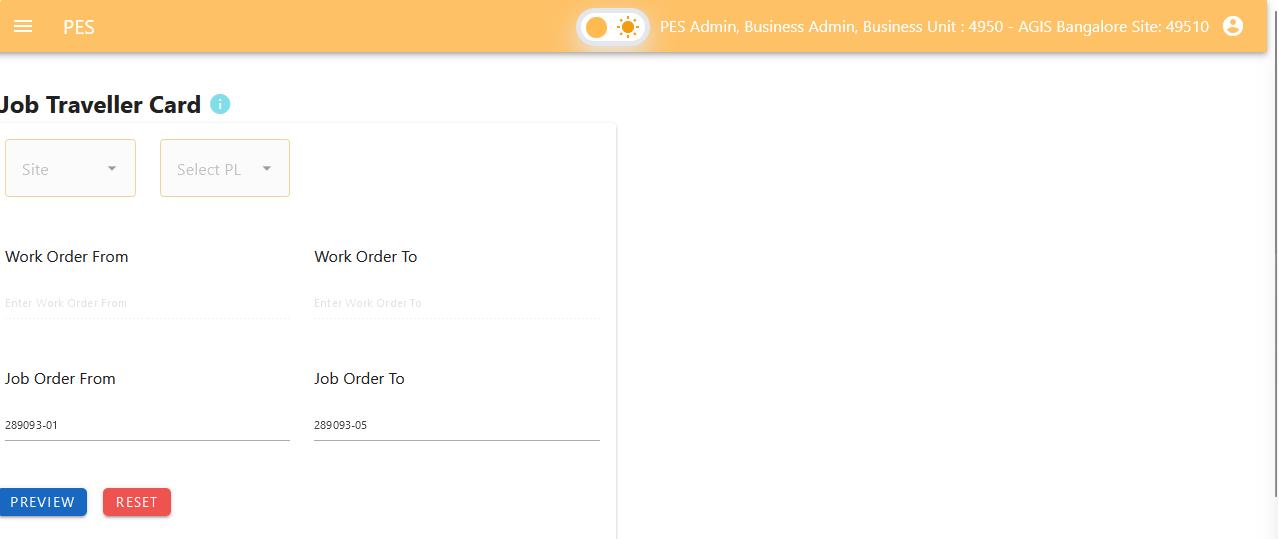 PES
PES Admin, Business Admin, Business Unit : 4950 - AGIS Bangalore Site: 49510
Job Traveller Card
Site
Select PL
Work Order From
Work Order To
Enter Work Order From
Enter Work Order To
Job Order From
Job Order To
289093-01
289093-05
PREVIEW
RESET